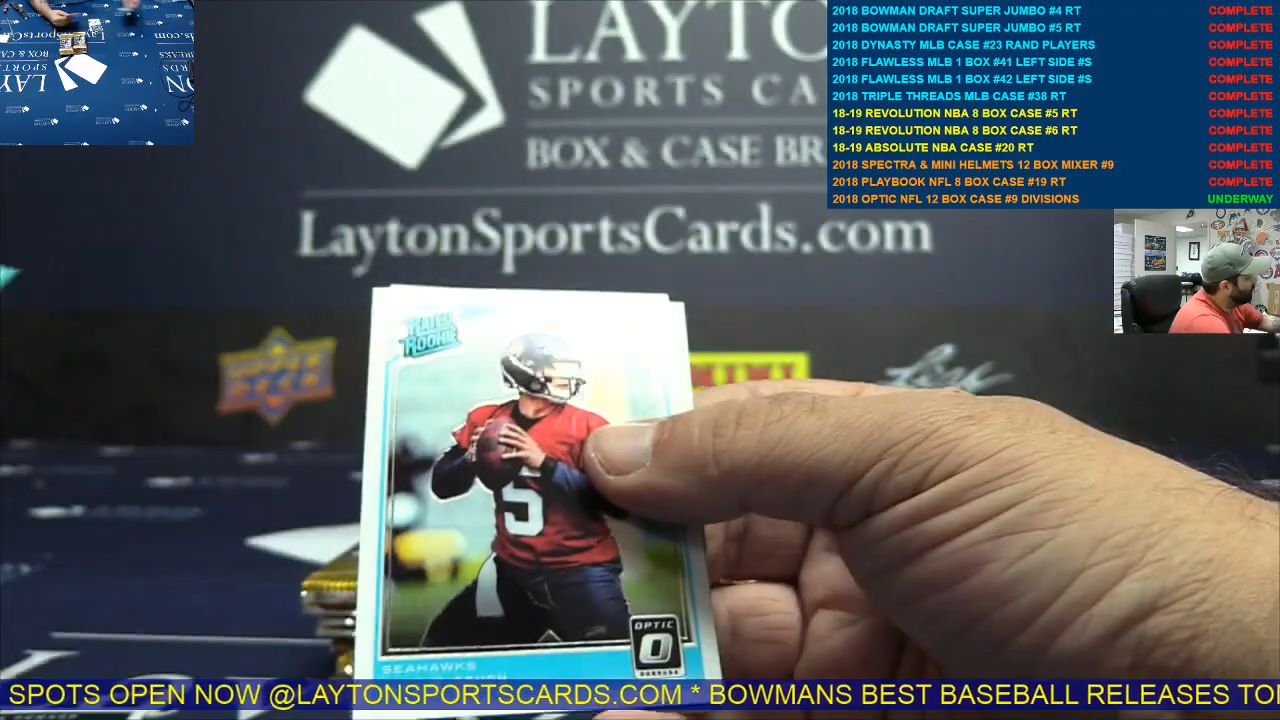 2018 BOWMAN DRAFT SUPER JUMBO #4 RT COMPLETE
2018 BOWMAN DRAFT SUPER JUMBO #5 RT COMPLETE
2018 DYNASTY MLB CASE #23 RAND PLAYERS COMPLETE
2018 FLAWLESS MLB 1 BOX #41 LEFT SIDE #S COMPLETE
2018 FLAWLESS MLB 1 BOX #42 LEFT SIDE #S COMPLETE
2018 TRIPLE THREADS MLB CASE #38 RT COMPLETE
18-19 REVOLUTION NBA 8 BOX CASE #5 RT COMPLETE
18-19 REVOLUTION NBA 8 BOX CASE #6 RT COMPLETE
18-19 ABSOLUTE NBA CASE #20 RT COMPLETE
2018 SPECTRA & MINI HELMETS 12 BOX MIXER #9 COMPLETE
2018 PLAYBOOK NFL 8 BOX CASE #19 RT COMPLETE
2018 OPTIC NFL 12 BOX CASE #9 DIVISIONS UNDERWAY
LAYTO
SPORTS CA
BOX & CASE BR
LaytonSportsCards.com
RATED
ROOKIE
5
OPTIC
SEAHAWKS
SPOTS OPEN NOW @LAYTONSPORTSCARDS.COM * BOWMANS BEST BASEBALL RELEASES TO